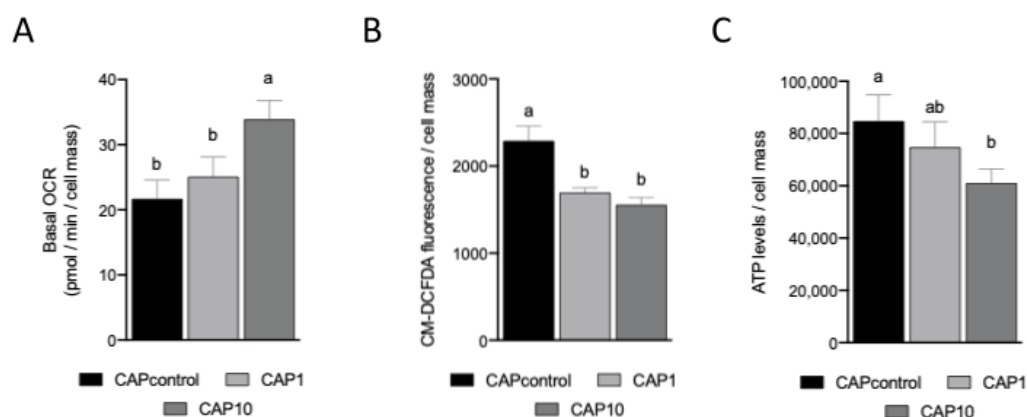 A
Basal OCR
(pmol / min / cell mass)
40
30
20
10
0
b
b
a
CAPcontrol CAP1
CAP10
B
CM-DCFDA fluorescence / cell mass
3000
2000
1000
0
a
b
b
CAPcontrol CAP1
CAP10
C
ATP levels / cell mass
100,000
80,000
60,000
40,000
20,000
0
a
ab
b
CAPcontrol CAP1
CAP10